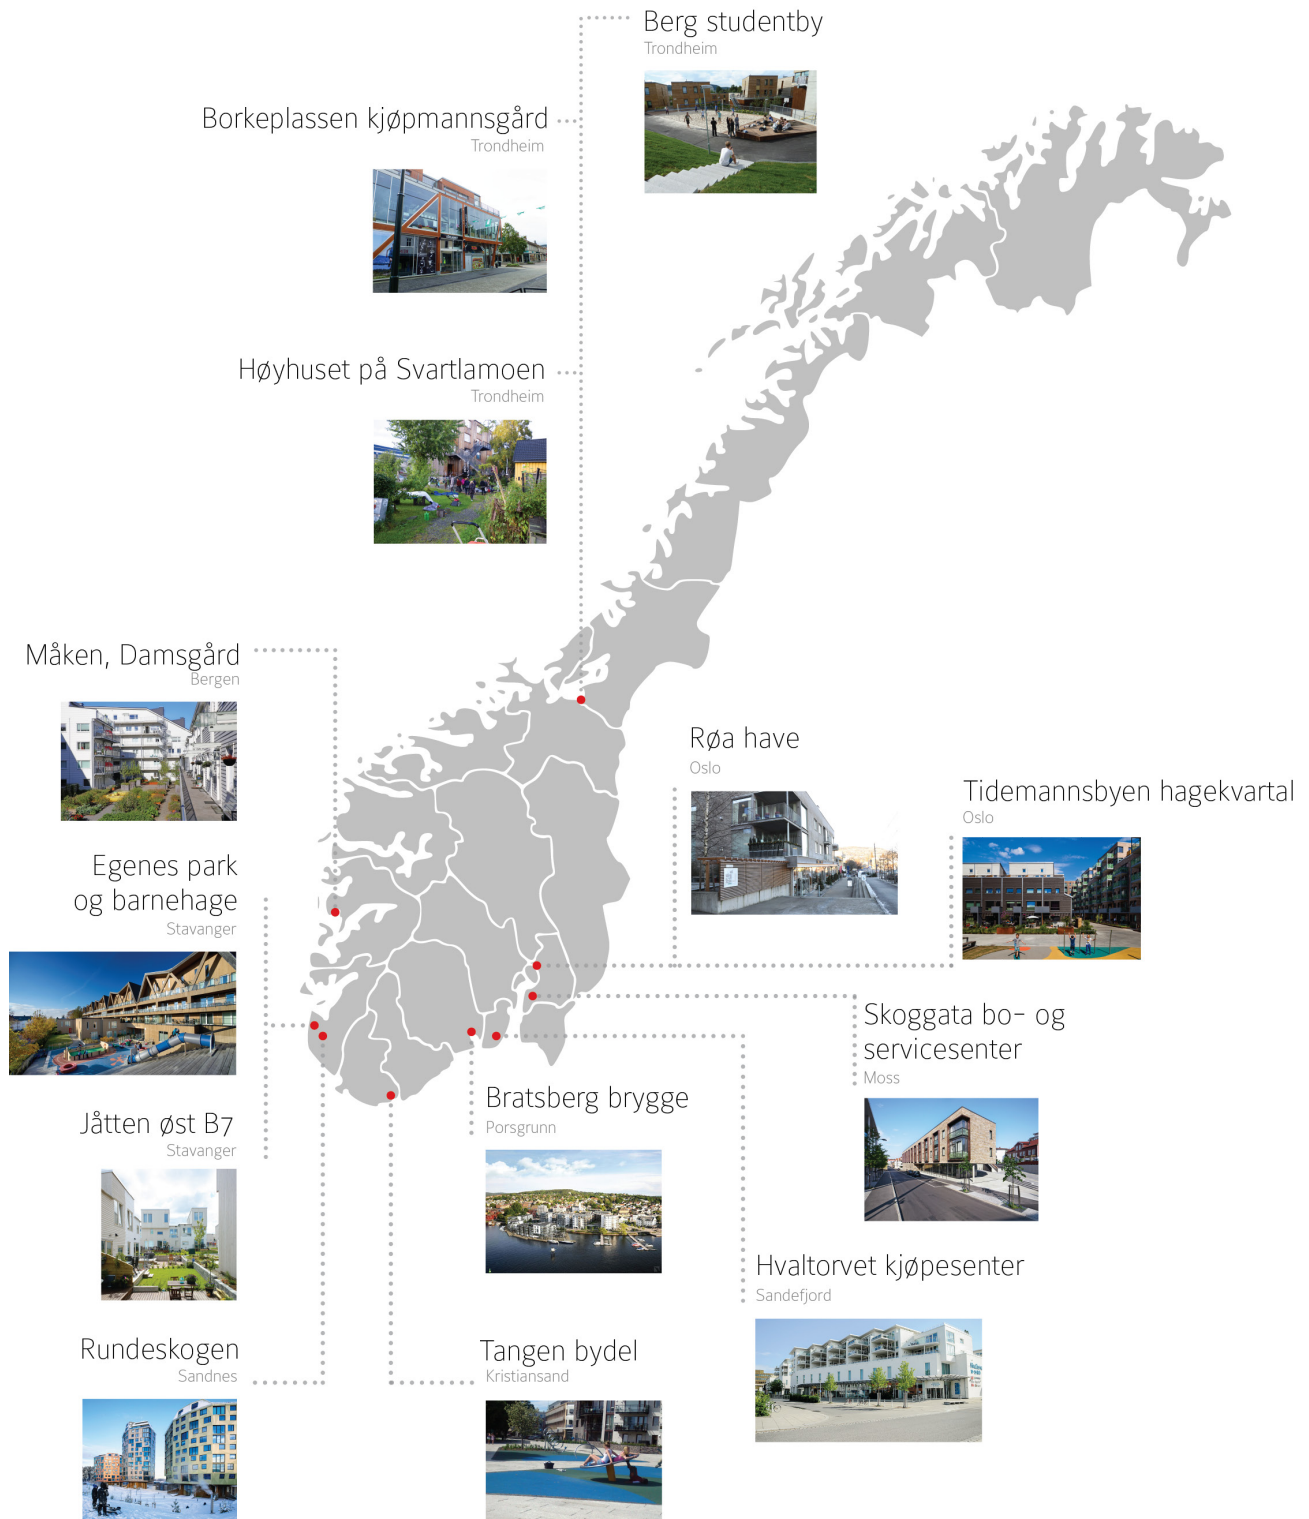 Berg studentby
Trondheim
Borkeplassen kjøpmannsgård
Trondheim
Høyhuset på Svartlamoen
Trondheim
Måken, Damsgård
Bergen
Røa have
Oslo
Tidemannsbyen hagekvartal
Oslo
Egenes park
og barnehage
Stavanger
Skoggata bo- og
servicesenter
Moss
Bratsberg brygge
Porsgrunn
Jåtten øst B7
Stavanger
Hvaltorvet kjøpesenter
Sandefjord
Rundeskogen
Sandnes
Tangen bydel
Kristiansand